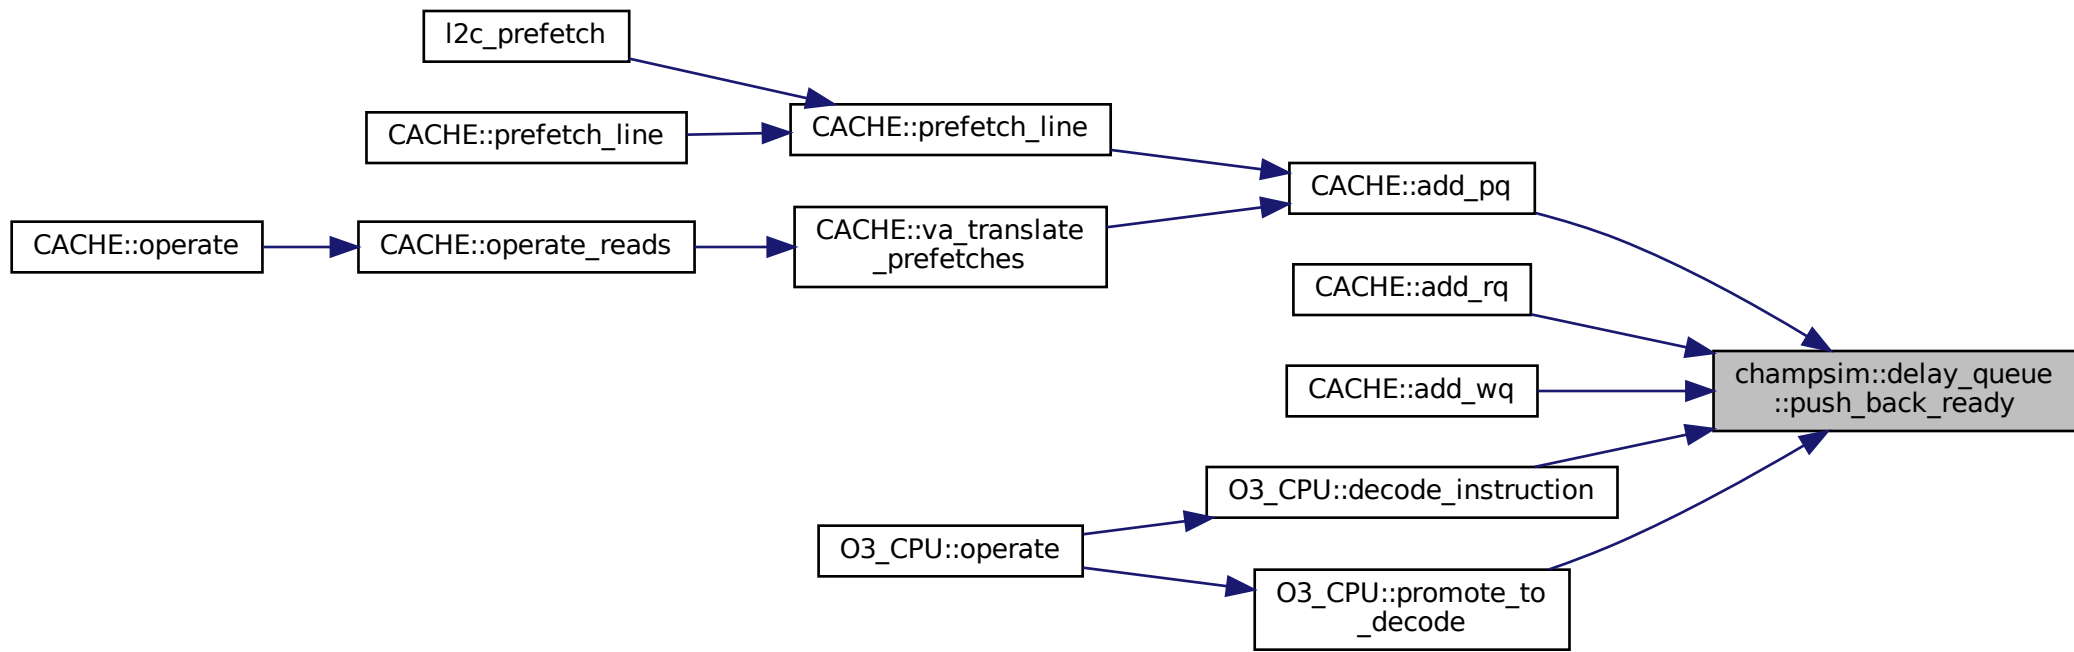 l2c_prefetch
CACHE::prefetch_line
CACHE::prefetch_line
CACHE::add_pq
CACHE::operate
CACHE::operate_reads
CACHE::va_translate
_prefetches
CACHE::add_rq
CACHE::add_wq
champsim::delay_queue
::push_back_ready
O3_CPU::decode_instruction
O3_CPU::operate
O3_CPU::promote_to
_decode